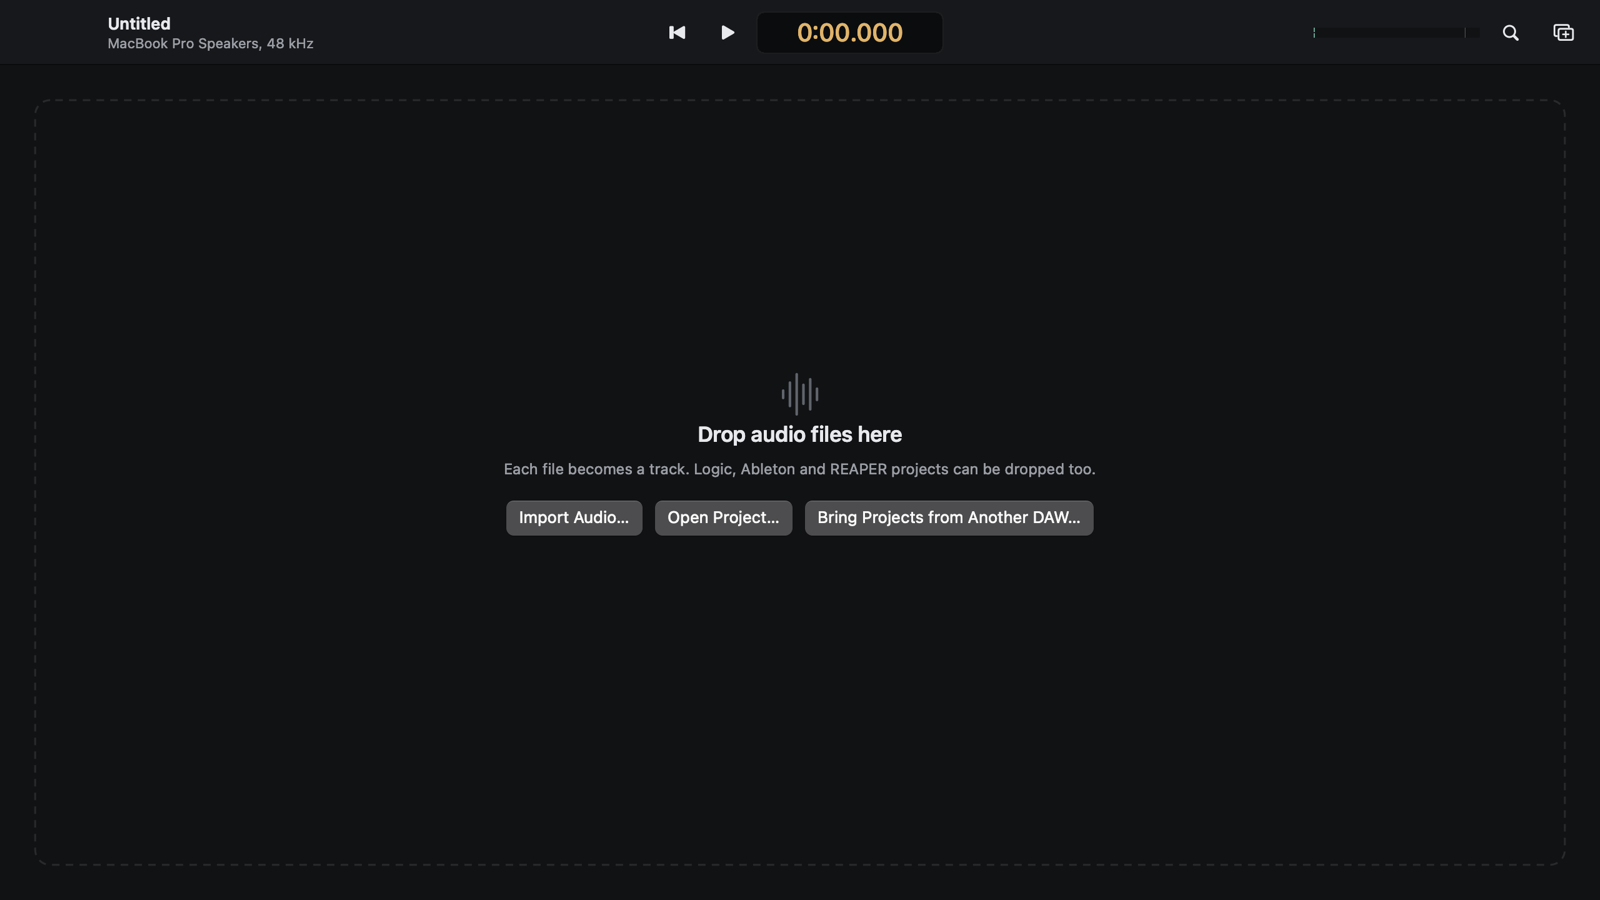 Untitled
MacBook Pro Speakers, 48 kHz
0:00.000
Drop audio files here
Each file becomes a track. Logic, Ableton and REAPER projects can be dropped too.
Import Audio...
Open Project...
Bring Projects from Another DAW...